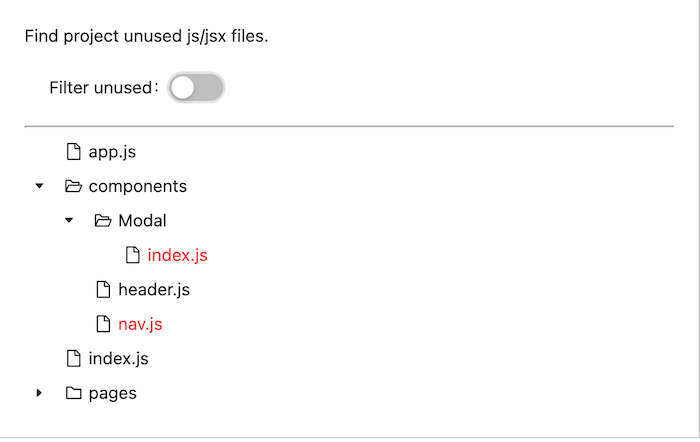 Find project unused js/jsx files.
Filter unused:
app.js
components
Modal
index.js
header.js
nav.js
index.js
pages